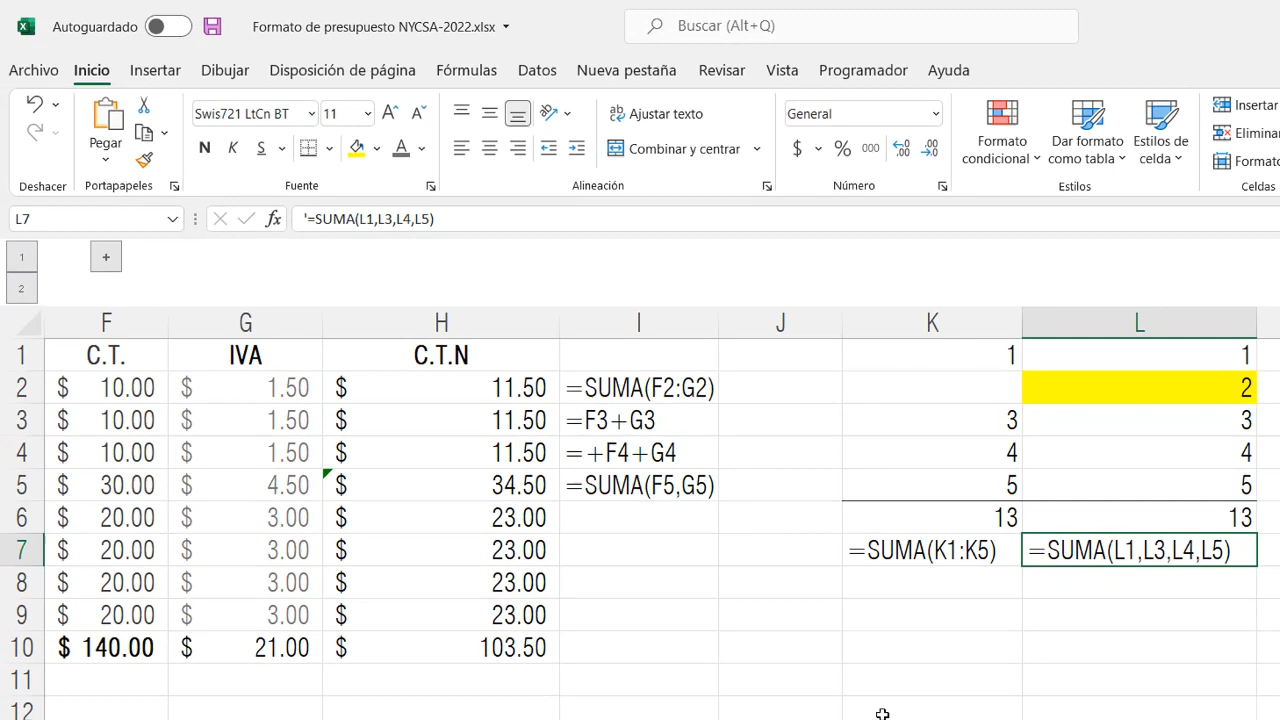 Autoguardado Formato de presupuesto NYCSA-2022.xlsx Buscar (Alt+Q)
Archivo Inicio Insertar Dibujar Disposición de página Fórmulas Datos Nueva pestaña Revisar Vista Programador Ayuda
Pegar
Deshacer
Portapapeles
Swis721 LtCn BT 11
N K S A
Fuente
Ajustar texto
Combinar y centrar
Alineación
General
$ % 000
Número
Formato condicional
Dar formato como tabla
Estilos de celda
Estilos
Insertar
Elimina
Formato
Celdas
L7 fx '=SUMA(L1,L3,L4,L5)
1 +
2
F G H I J K L
1 C.T. IVA C.T.N 1 1
2 $ 10.00 $ 1.50 $ 11.50 =SUMA(F2:G2) 2
3 $ 10.00 $ 1.50 $ 11.50 =F3+G3 3 3
4 $ 10.00 $ 1.50 $ 11.50 =+F4+G4 4 4
5 $ 30.00 $ 4.50 $ 34.50 =SUMA(F5,G5) 5 5
6 $ 20.00 $ 3.00 $ 23.00 13 13
7 $ 20.00 $ 3.00 $ 23.00 =SUMA(K1:K5) =SUMA(L1,L3,L4,L5)
8 $ 20.00 $ 3.00 $ 23.00
9 $ 20.00 $ 3.00 $ 23.00
10 $ 140.00 $ 21.00 $ 103.50
11
12